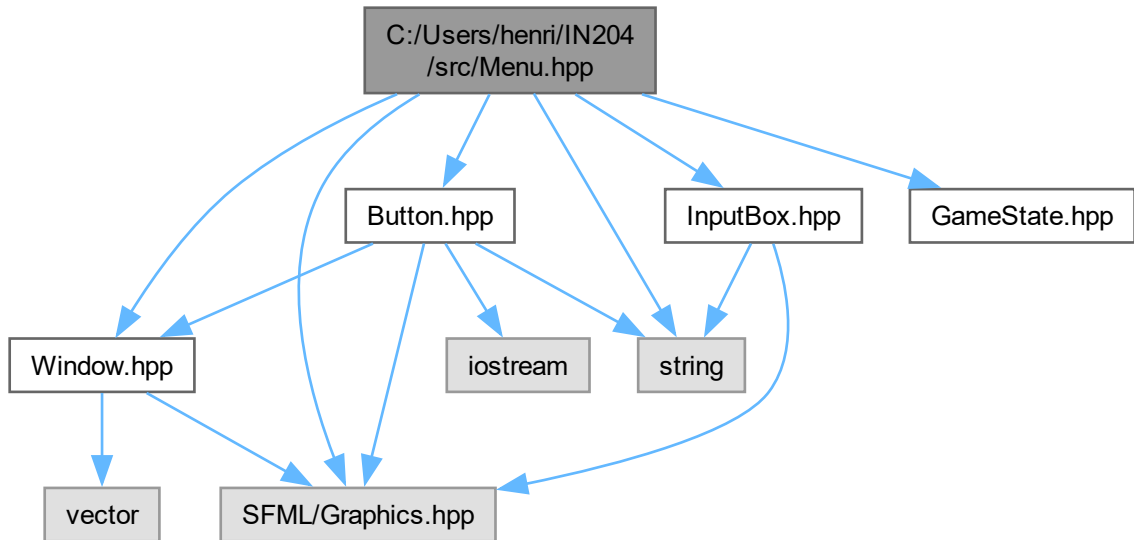 C:/Users/henri/IN204
/src/Menu.hpp
Button.hpp
InputBox.hpp
GameState.hpp
Window.hpp
iostream
string
vector
SFML/Graphics.hpp